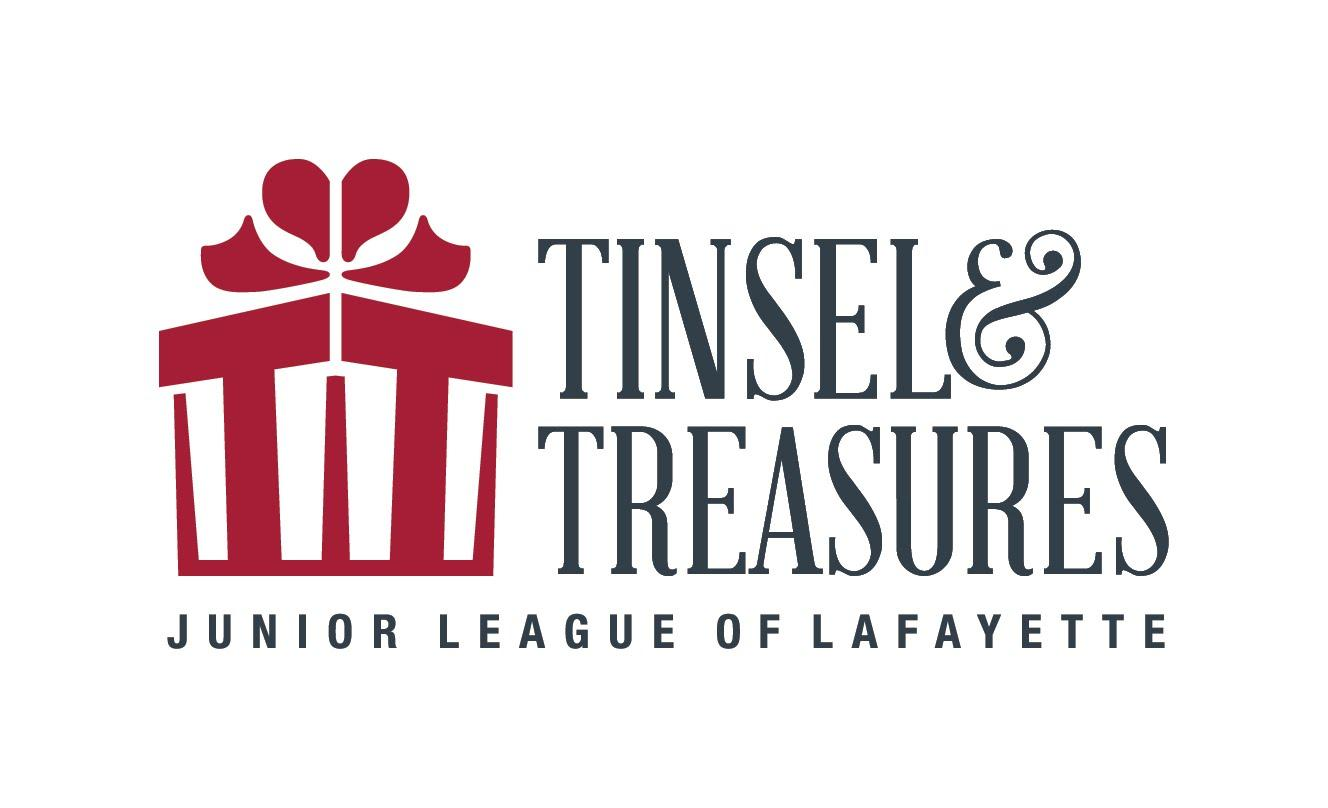 TINSEL &
TREASURES
JUNIOR LEAGUE OF LAFAYETTE